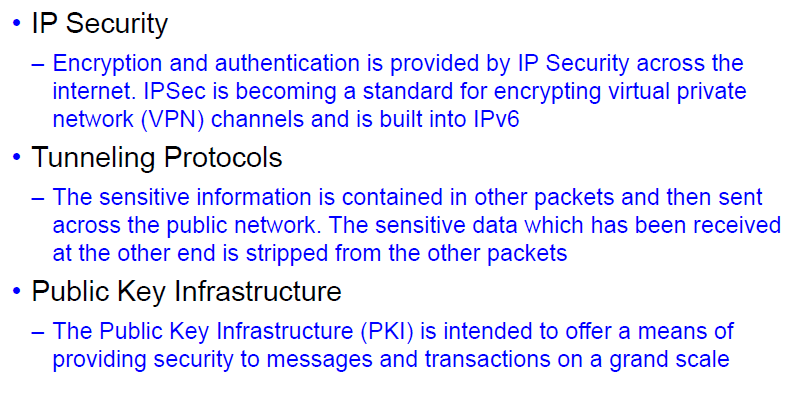 • IP Security
– Encryption and authentication is provided by IP Security across the
internet. IPSec is becoming a standard for encrypting virtual private
network (VPN) channels and is built into IPv6
• Tunneling Protocols
– The sensitive information is contained in other packets and then sent
across the public network. The sensitive data which has been received
at the other end is stripped from the other packets
• Public Key Infrastructure
– The Public Key Infrastructure (PKI) is intended to offer a means of
providing security to messages and transactions on a grand scale